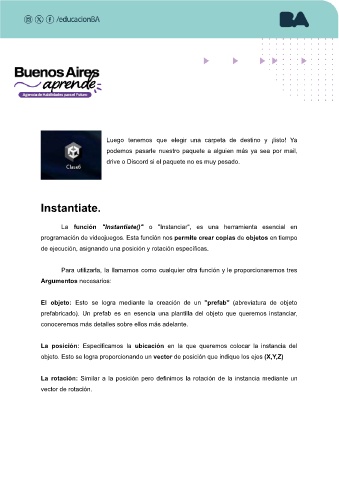 /educacionBA
BA
Buenos Aires
aprende
Agencia de Habilidades para el Futuro
Luego tenemos que elegir una carpeta de destino y ¡listo! Ya
podemos pasarle nuestro paquete a alguien más ya sea por mail,
drive o Discord si el paquete no es muy pesado.
Clase6
Instantiate.
La función "Instantiate()" o "Instanciar", es una herramienta esencial en
programación de videojuegos. Esta función nos permite crear copias de objetos en tiempo
de ejecución, asignando una posición y rotación específicas.
Para utilizarla, la llamamos como cualquier otra función y le proporcionaremos tres
Argumentos necesarios:
El objeto: Esto se logra mediante la creación de un "prefab" (abreviatura de objeto
prefabricado). Un prefab es en esencia una plantilla del objeto que queremos instanciar,
conoceremos más detalles sobre ellos más adelante.
La posición: Especificamos la ubicación en la que queremos colocar la instancia del
objeto. Esto se logra proporcionando un vector de posición que indique los ejes (X,Y,Z)
La rotación: Similar a la posición pero definimos la rotación de la instancia mediante un
vector de rotación.